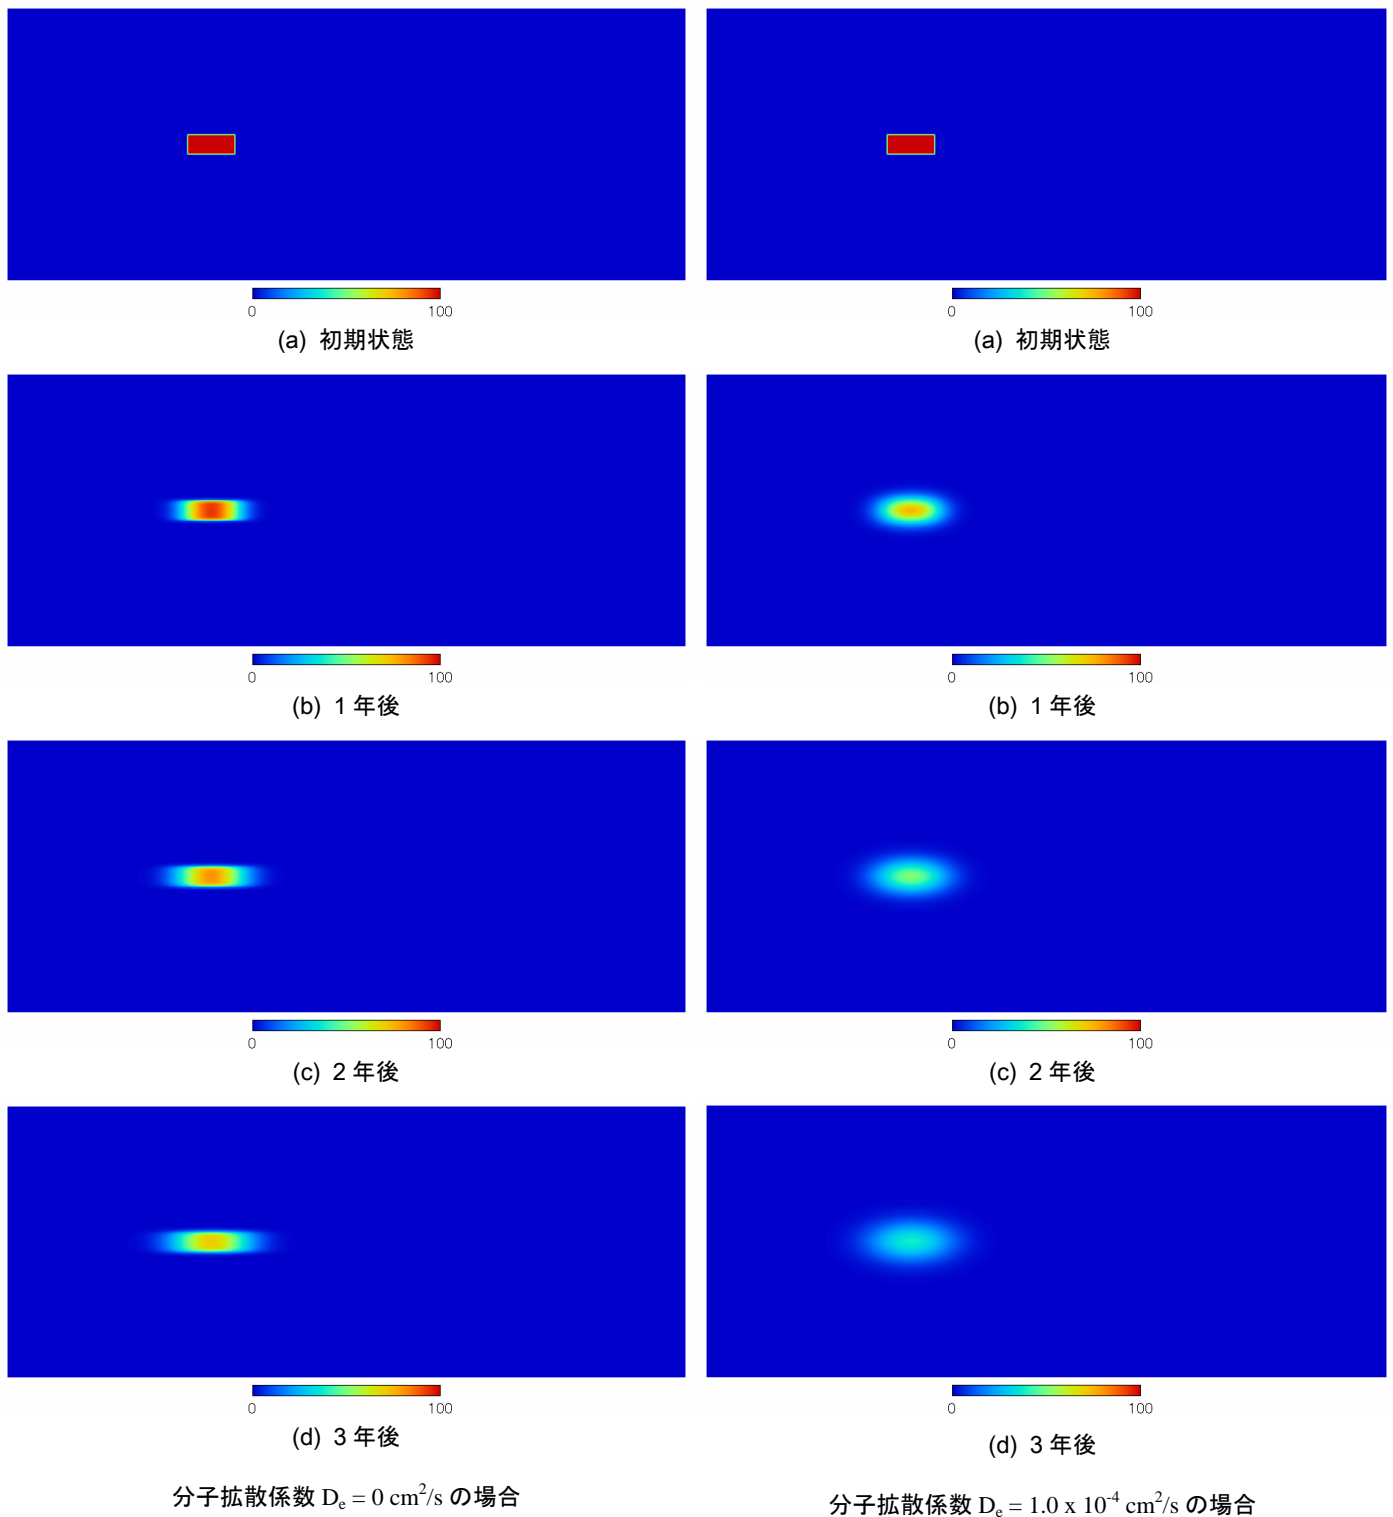 0 100
0 100
(a) 初期状態
(a) 初期状態
0 100
0 100
(b) 1 年後
(b) 1 年後
0 100
0 100
(c) 2 年後
(c) 2 年後
0 100
0 100
(d) 3 年後
(d) 3 年後
分子拡散係数 Dₑ = 0 cm²/s の場合
分子拡散係数 Dₑ = 1.0 x 10⁻⁴ cm²/s の場合